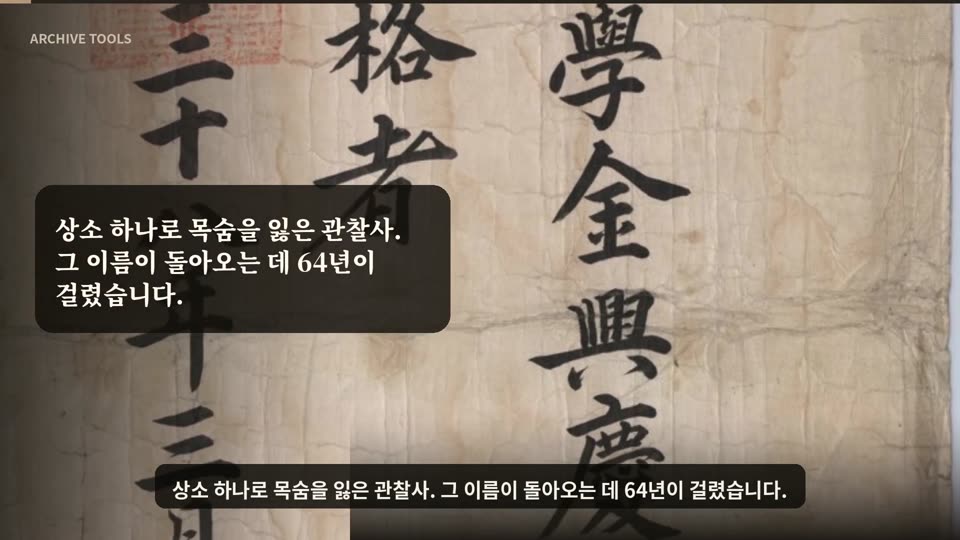 ARCHIVE TOOLS
學金興慶
格者
三十
年三月
상소 하나로 목숨을 잃은 관찰사.
그 이름이 돌아오는 데 64년이
걸렸습니다.
상소 하나로 목숨을 잃은 관찰사. 그 이름이 돌아오는 데 64년이 걸렸습니다.